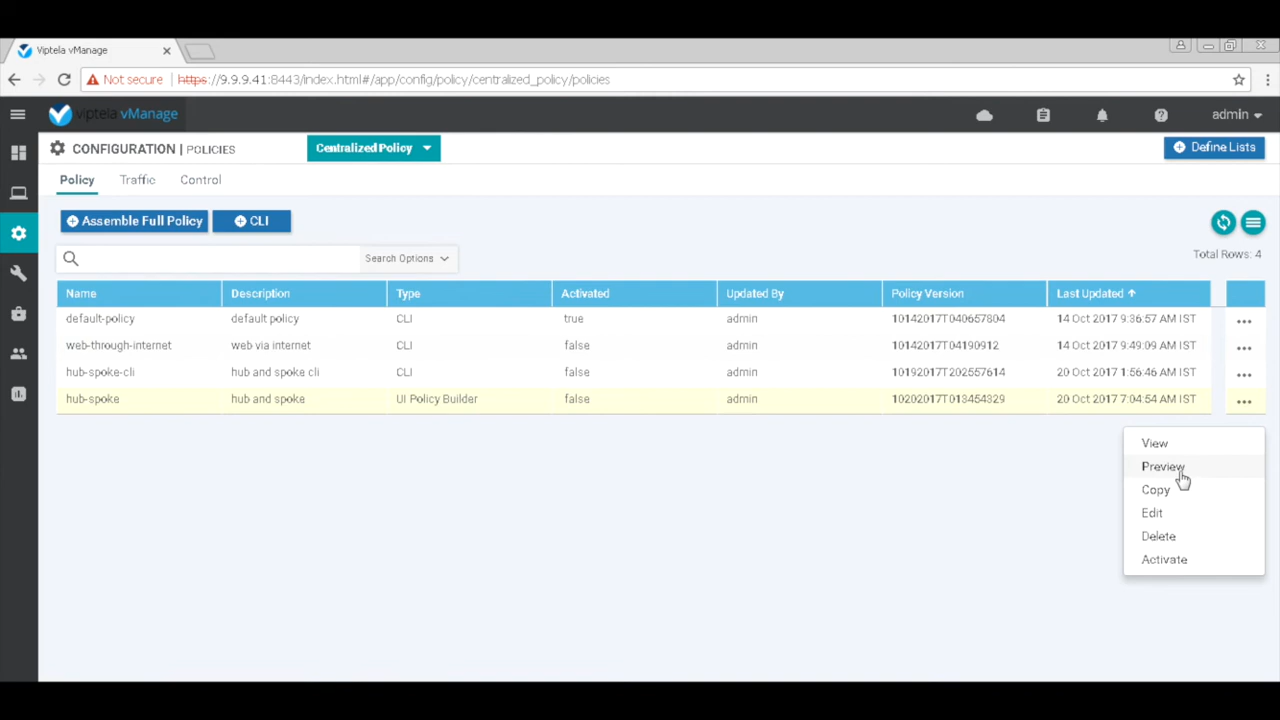 Viptela vManage
Not secure https://9.9.9.41:8443/index.html#/app/config/policy/centralized_policy/policies
viptela vManage admin
CONFIGURATION | POLICIES Centralized Policy Define Lists
Policy Traffic Control
Assemble Full Policy CLI
Search Options Total Rows: 4
Name Description Type Activated Updated By Policy Version Last Updated
default-policy default policy CLI true admin 10142017T040657804 14 Oct 2017 9:36:57 AM IST
web-through-internet web via internet CLI false admin 10142017T04190912 14 Oct 2017 9:49:09 AM IST
hub-spoke-cli hub and spoke cli CLI false admin 10192017T202557614 20 Oct 2017 1:56:46 AM IST
hub-spoke hub and spoke UI Policy Builder false admin 10202017T013454329 20 Oct 2017 7:04:54 AM IST
View
Preview
Copy
Edit
Delete
Activate